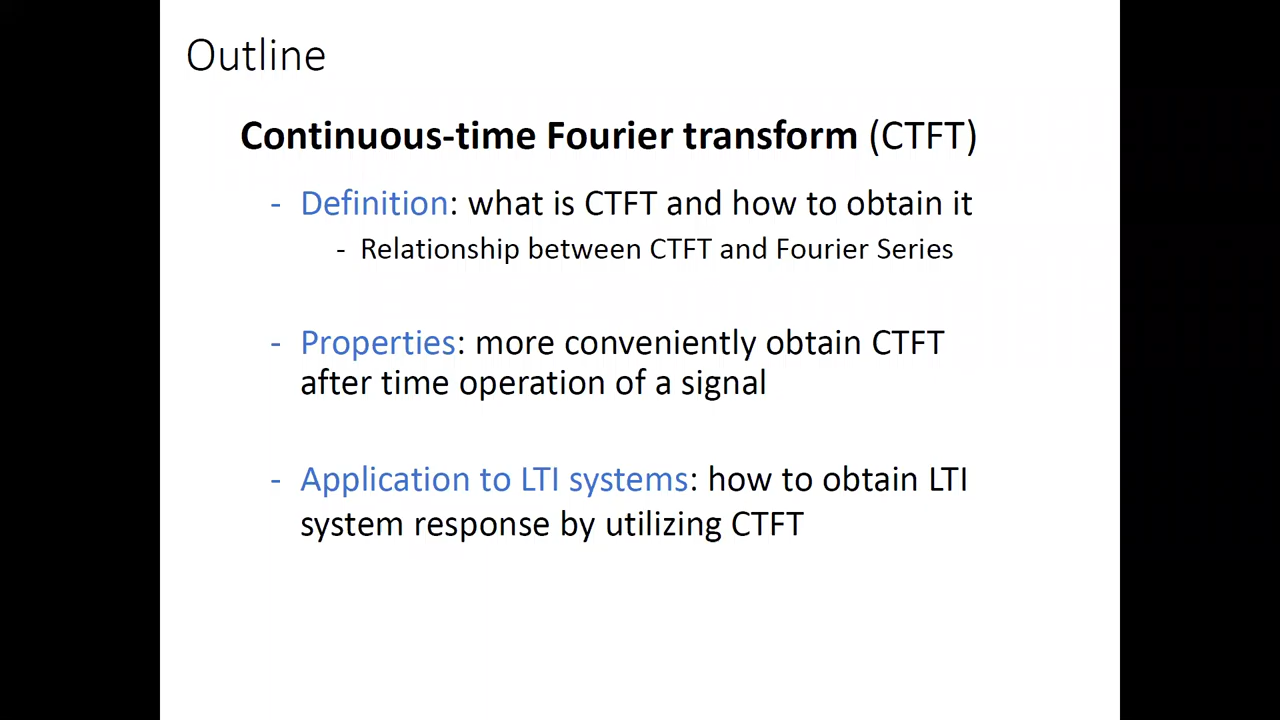 Outline
Continuous-time Fourier transform (CTFT)
- Definition: what is CTFT and how to obtain it
- Relationship between CTFT and Fourier Series
- Properties: more conveniently obtain CTFT
after time operation of a signal
- Application to LTI systems: how to obtain LTI
system response by utilizing CTFT